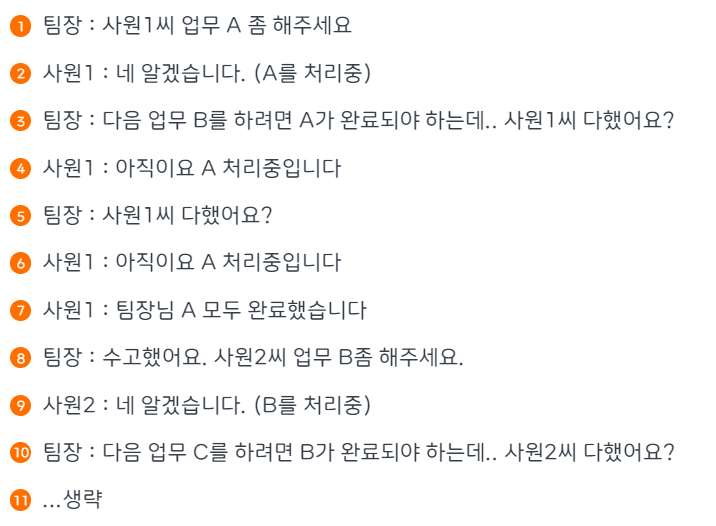 1 팀장 : 사원1씨 업무 A 좀 해주세요
2 사원1 : 네 알겠습니다. (A를 처리중)
3 팀장 : 다음 업무 B를 하려면 A가 완료되야 하는데.. 사원1씨 다했어요?
4 사원1 : 아직이요 A 처리중입니다
5 팀장 : 사원1씨 다했어요?
6 사원1 : 아직이요 A 처리중입니다
7 사원1 : 팀장님 A 모두 완료했습니다
8 팀장 : 수고했어요. 사원2씨 업무 B좀 해주세요.
9 사원2 : 네 알겠습니다. (B를 처리중)
10 팀장 : 다음 업무 C를 하려면 B가 완료되야 하는데.. 사원2씨 다했어요?
11 ...생략